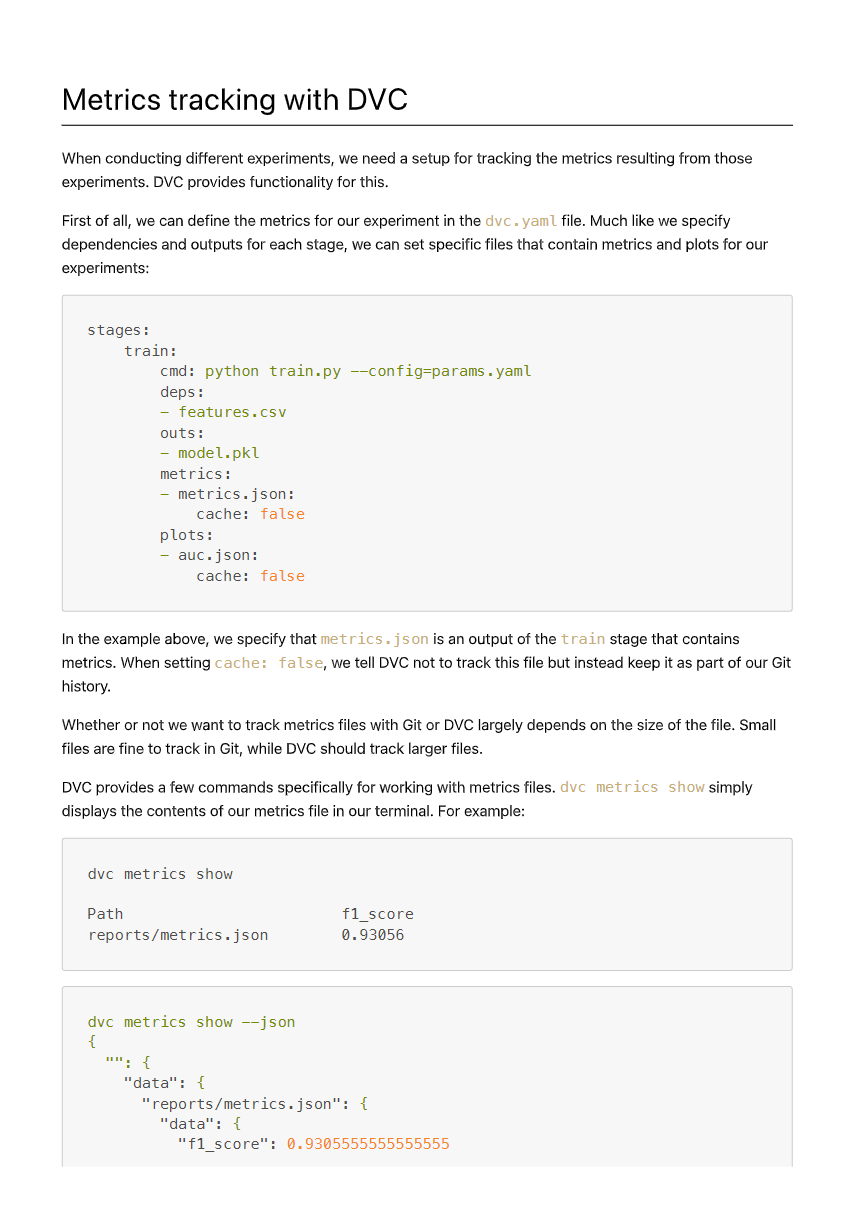 Metrics tracking with DVC
When conducting different experiments, we need a setup for tracking the metrics resulting from those
experiments. DVC provides functionality for this.
First of all, we can define the metrics for our experiment in the dvc.yaml file. Much like we specify
dependencies and outputs for each stage, we can set specific files that contain metrics and plots for our
experiments:
stages:
    train:
        cmd: python train.py --config=params.yaml
        deps:
        - features.csv
        outs:
        - model.pkl
        metrics:
        - metrics.json:
            cache: false
        plots:
        - auc.json:
            cache: false
In the example above, we specify that metrics.json is an output of the train stage that contains
metrics. When setting cache: false, we tell DVC not to track this file but instead keep it as part of our Git
history.
Whether or not we want to track metrics files with Git or DVC largely depends on the size of the file. Small
files are fine to track in Git, while DVC should track larger files.
DVC provides a few commands specifically for working with metrics files. dvc metrics show simply
displays the contents of our metrics file in our terminal. For example:
dvc metrics show
Path                        f1_score
reports/metrics.json        0.93056
dvc metrics show --json
{
  "": {
    "data": {
      "reports/metrics.json": {
        "data": {
          "f1_score": 0.9305555555555555